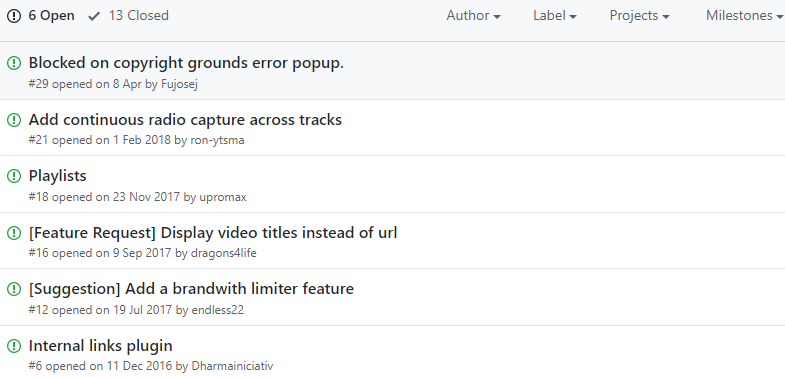 6 Open 13 Closed Author Label Projects Milestones
Blocked on copyright grounds error popup.
#29 opened on 8 Apr by Fujosej
Add continuous radio capture across tracks
#21 opened on 1 Feb 2018 by ron-ytsma
Playlists
#18 opened on 23 Nov 2017 by upromax
[Feature Request] Display video titles instead of url
#16 opened on 9 Sep 2017 by dragons4life
[Suggestion] Add a brandwith limiter feature
#12 opened on 19 Jul 2017 by endless22
Internal links plugin
#6 opened on 11 Dec 2016 by Dharmainiciativ